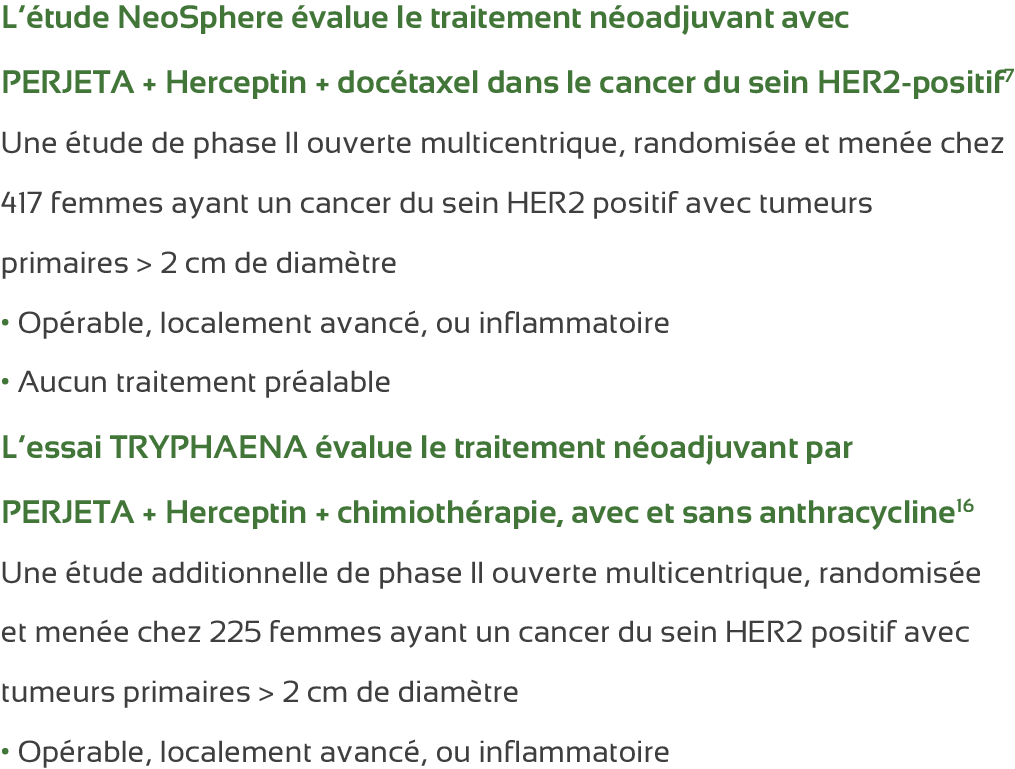 L’étude NeoSphere évalue le traitement néoadjuvant avec
PERJETA + Herceptin + docétaxel dans le cancer du sein HER2-positif⁷
Une étude de phase II ouverte multicentrique, randomisée et menée chez
417 femmes ayant un cancer du sein HER2 positif avec tumeurs
primaires > 2 cm de diamètre
• Opérable, localement avancé, ou inflammatoire
• Aucun traitement préalable
L’essai TRYPHAENA évalue le traitement néoadjuvant par
PERJETA + Herceptin + chimiothérapie, avec et sans anthracycline¹⁶
Une étude additionnelle de phase II ouverte multicentrique, randomisée
et menée chez 225 femmes ayant un cancer du sein HER2 positif avec
tumeurs primaires > 2 cm de diamètre
• Opérable, localement avancé, ou inflammatoire